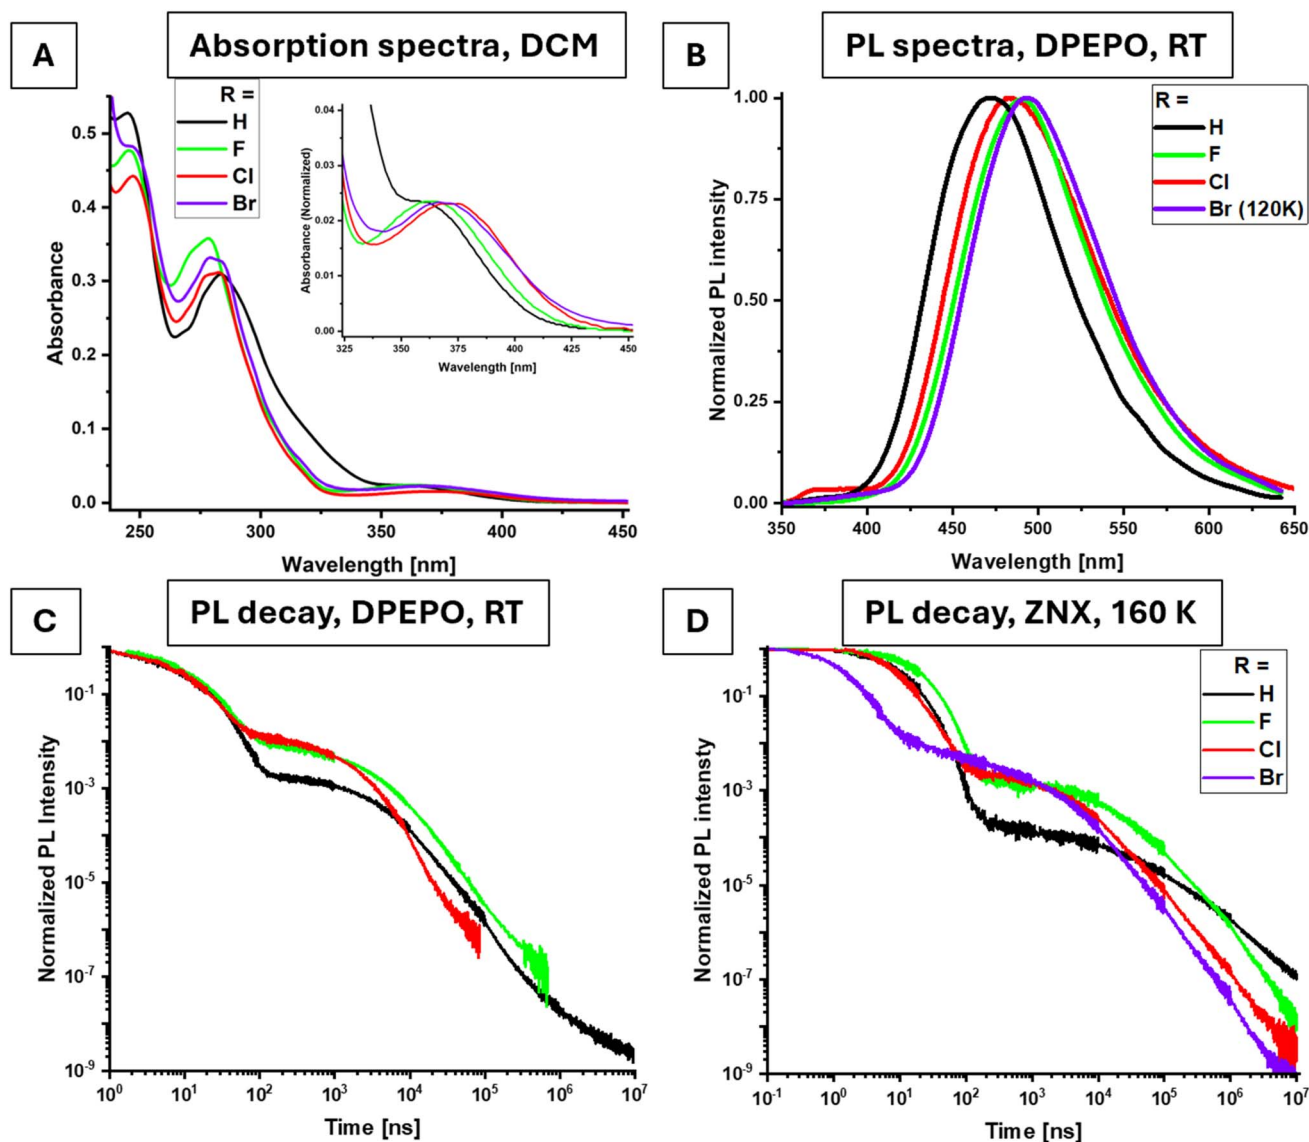 A
Absorption spectra, DCM
R =
H
F
Cl
Br
0.5
0.4
0.3
0.2
0.1
0.0
Absorbance
250
300
350
400
450
Wavelength [nm]
0.04
0.03
0.02
0.01
0.00
Absorbance (Normalized)
325
350
375
400
425
450
Wavelength [nm]
B
PL spectra, DPEPO, RT
R =
H
F
Cl
Br (120K)
1.00
0.75
0.50
0.25
0.00
Normalized PL intensity
350
400
450
500
550
600
650
Wavelength [nm]
C
PL decay, DPEPO, RT
10⁻¹
10⁻³
10⁻⁵
10⁻⁷
10⁻⁹
Normalized PL Intensity
10⁰
10¹
10²
10³
10⁴
10⁵
10⁶
10⁷
Time [ns]
D
PL decay, ZNX, 160 K
R =
H
F
Cl
Br
10⁻¹
10⁻³
10⁻⁵
10⁻⁷
10⁻⁹
Normalized PL intensty
10⁻¹
10⁰
10¹
10²
10³
10⁴
10⁵
10⁶
10⁷
Time [ns]